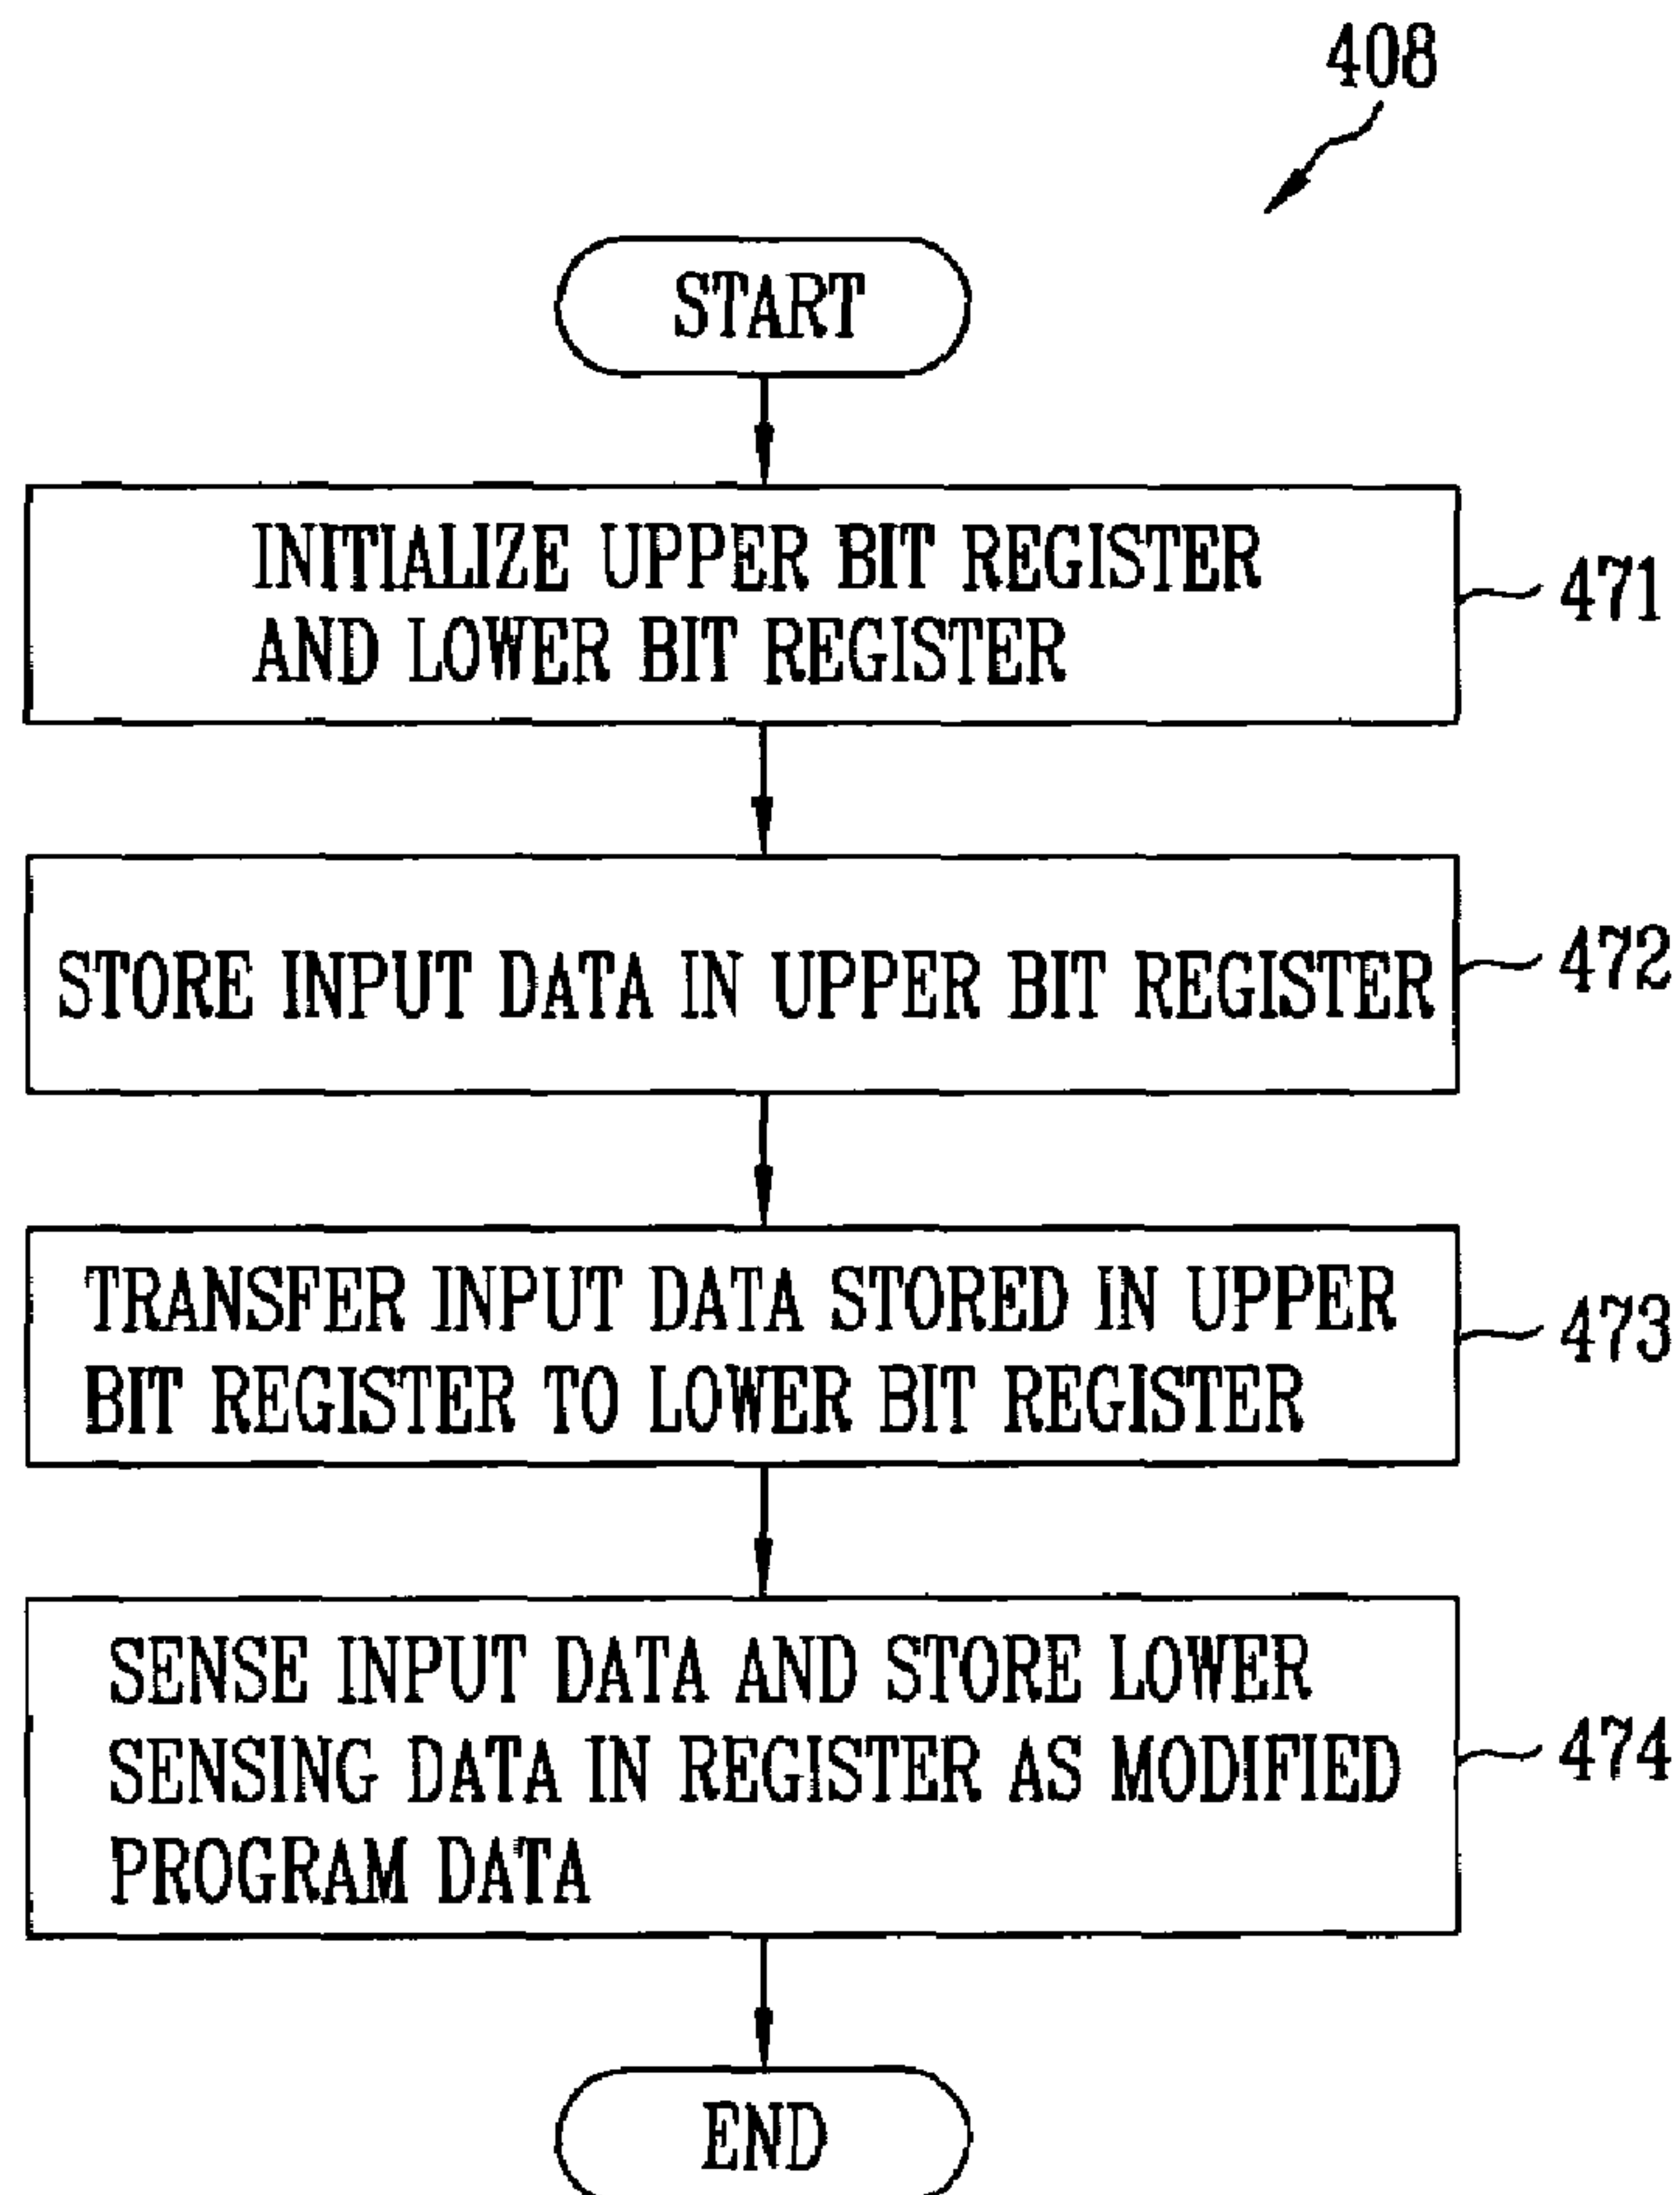 408
START
INITIALIZE UPPER BIT REGISTER
AND LOWER BIT REGISTER
471
STORE INPUT DATA IN UPPER BIT REGISTER
472
TRANSFER INPUT DATA STORED IN UPPER
BIT REGISTER TO LOWER BIT REGISTER
473
SENSE INPUT DATA AND STORE LOWER
SENSING DATA IN REGISTER AS MODIFIED
PROGRAM DATA
474
END